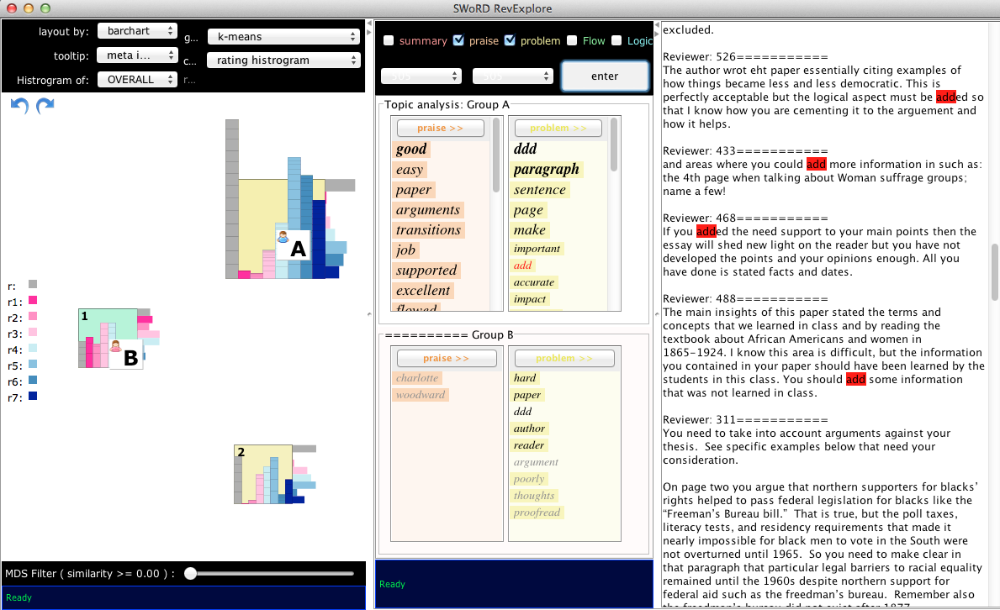 SWoRD RevExplore
layout by: barchart g... k-means
tooltip: meta i... c... rating histrogram
Histrogram of: OVERALL r...
A
r:
r1:
r2:
r3:
r4:
r5:
r6:
r7:
1
B
2
MDS Filter ( similarity >= 0.00 ) :
Ready
summary praise problem Flow Logic
505 505 enter
Topic analysis: Group A
praise >> problem >>
good ddd
easy paragraph
paper sentence
arguments page
transitions make
job important
supported add
excellent accurate
flowed impact
========== Group B
praise >> problem >>
charlotte hard
woodward paper
ddd
author
reader
argument
poorly
thoughts
proofread
Ready
excluded.
Reviewer: 526===========
The author wrot eht paper essentially citing examples of
how things became less and less democratic. This is
perfectly acceptable but the logical aspect must be added so
that I know how you are cementing it to the arguement and
how it helps.
Reviewer: 433===========
and areas where you could add more information in such as:
the 4th page when talking about Woman suffrage groups;
name a few!
Reviewer: 468===========
If you added the need support to your main points then the
essay will shed new light on the reader but you have not
developed the points and your opinions enough. All you
have done is stated facts and dates.
Reviewer: 488===========
The main insights of this paper stated the terms and
concepts that we learned in class and by reading the
textbook about African Americans and women in
1865-1924. I know this area is difficult, but the information
you contained in your paper should have been learned by the
students in this class. You should add some information
that was not learned in class.
Reviewer: 311===========
You need to take into account arguments against your
thesis.  See specific examples below that need your
consideration.
On page two you argue that northern supporters for blacks’
rights helped to pass federal legislation for blacks like the
“Freeman’s Bureau bill.”  That is true, but the poll taxes,
literacy tests, and residency requirements that made it
nearly impossible for black men to vote in the South were
not overturned until 1965.  So you need to make clear in
that paragraph that particular legal barriers to racial equality
remained until the 1960s despite northern support for
federal aid such as the freedman’s bureau.  Remember also
the freedman’s bureau did not exist after 1877